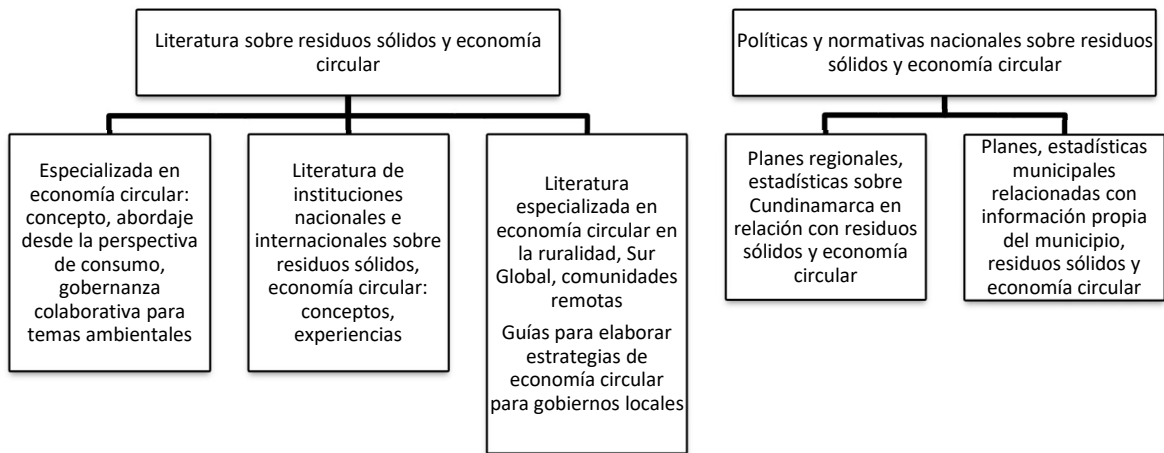 Literatura sobre residuos sólidos y economía
circular
Políticas y normativas nacionales sobre residuos
sólidos y economía circular
Especializada en
economía circular:
concepto, abordaje
desde la perspectiva
de consumo,
gobernanza
colaborativa para
temas ambientales
Literatura de
instituciones
nacionales e
internacionales sobre
residuos sólidos,
economía circular:
conceptos,
experiencias
Literatura
especializada en
economía circular en
la ruralidad, Sur
Global, comunidades
remotas
Guías para elaborar
estrategias de
economía circular
para gobiernos locales
Planes regionales,
estadísticas sobre
Cundinamarca en
relación con residuos
sólidos y economía
circular
Planes, estadísticas
municipales
relacionadas con
información propia
del municipio,
residuos sólidos y
economía circular